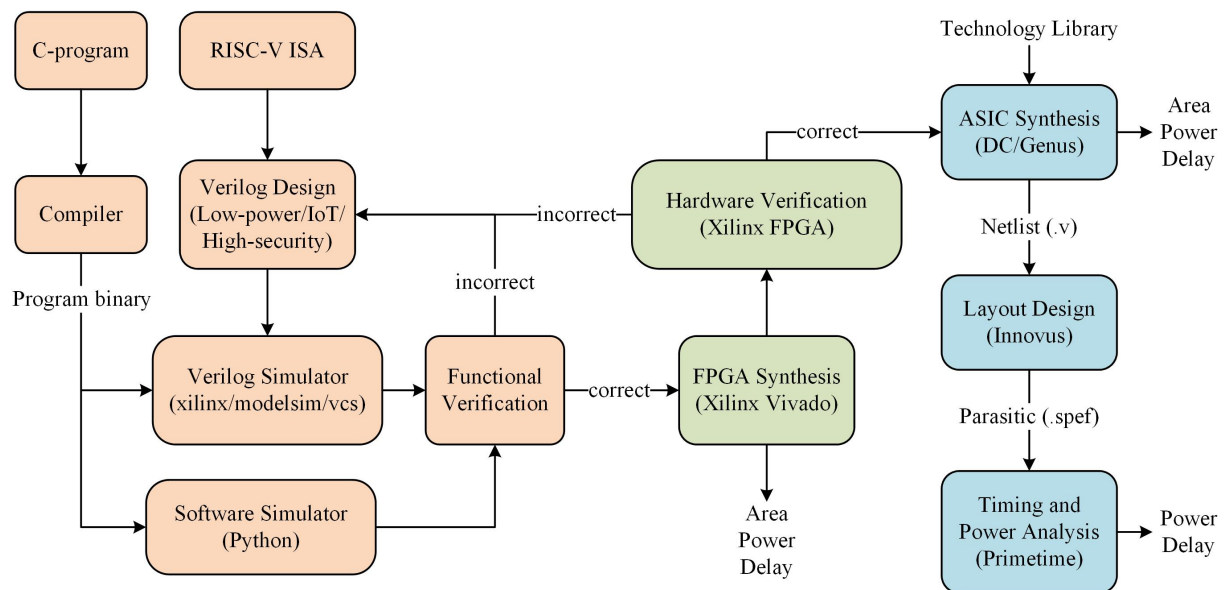 C-program
RISC-V ISA
Technology Library
ASIC Synthesis
(DC/Genus)
Area
Power
Delay
correct
Compiler
Verilog Design
(Low-power/IoT/
High-security)
incorrect
Hardware Verification
(Xilinx FPGA)
Netlist (.v)
Program binary
incorrect
Layout Design
(Innovus)
Verilog Simulator
(xilinx/modelsim/vcs)
Functional
Verification
correct
FPGA Synthesis
(Xilinx Vivado)
Parasitic (.spef)
Software Simulator
(Python)
Area
Power
Delay
Timing and
Power Analysis
(Primetime)
Power
Delay